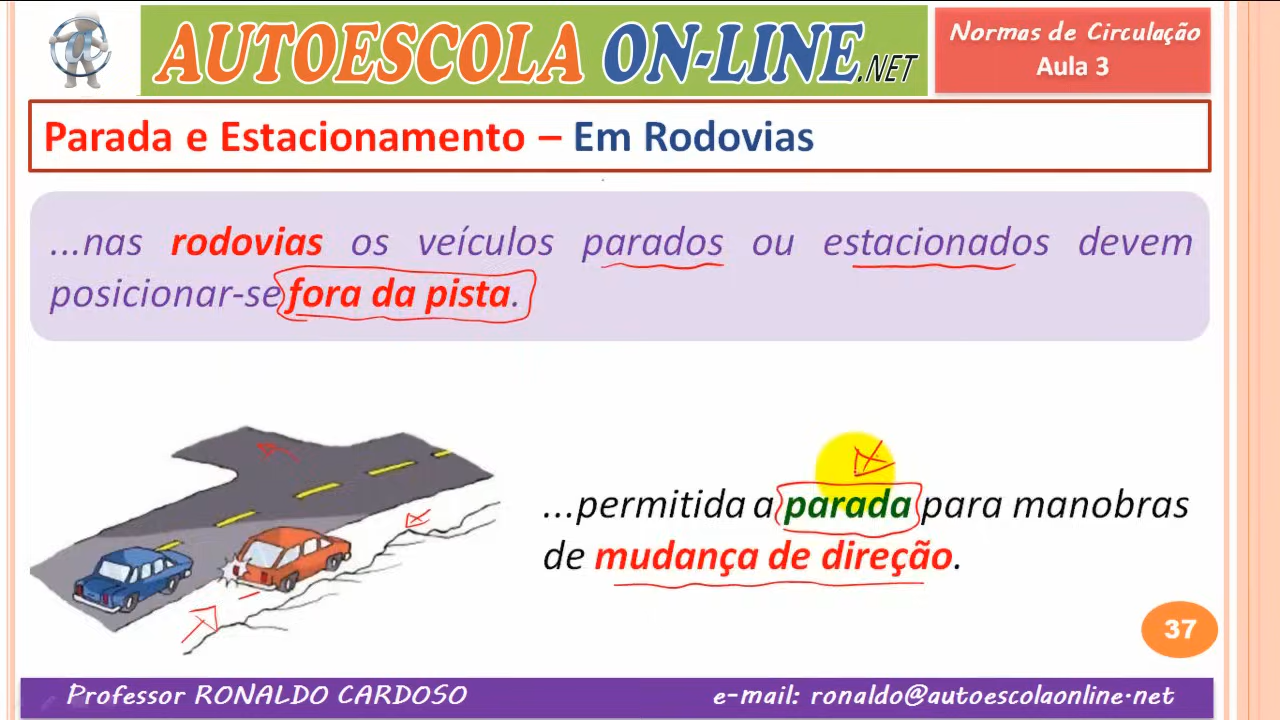 AUTOESCOLA ON-LINE.NET
Normas de Circulação
Aula 3
Parada e Estacionamento – Em Rodovias
...nas rodovias os veículos parados ou estacionados devem
posicionar-se fora da pista.
...permitida a parada para manobras
de mudança de direção.
37
Professor RONALDO CARDOSO
e-mail: ronaldo@autoescolaonline.net